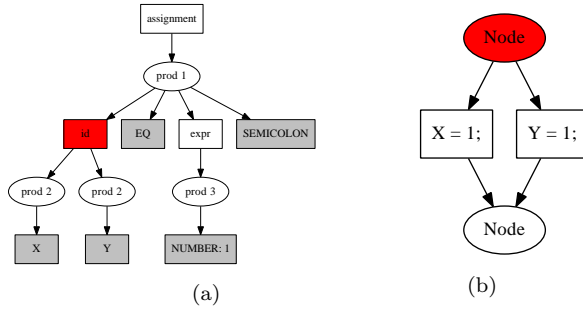 assignment
prod 1
id
EQ
expr
SEMICOLON
prod 2
prod 2
prod 3
X
Y
NUMBER: 1
(a)
Node
X = 1;
Y = 1;
Node
(b)